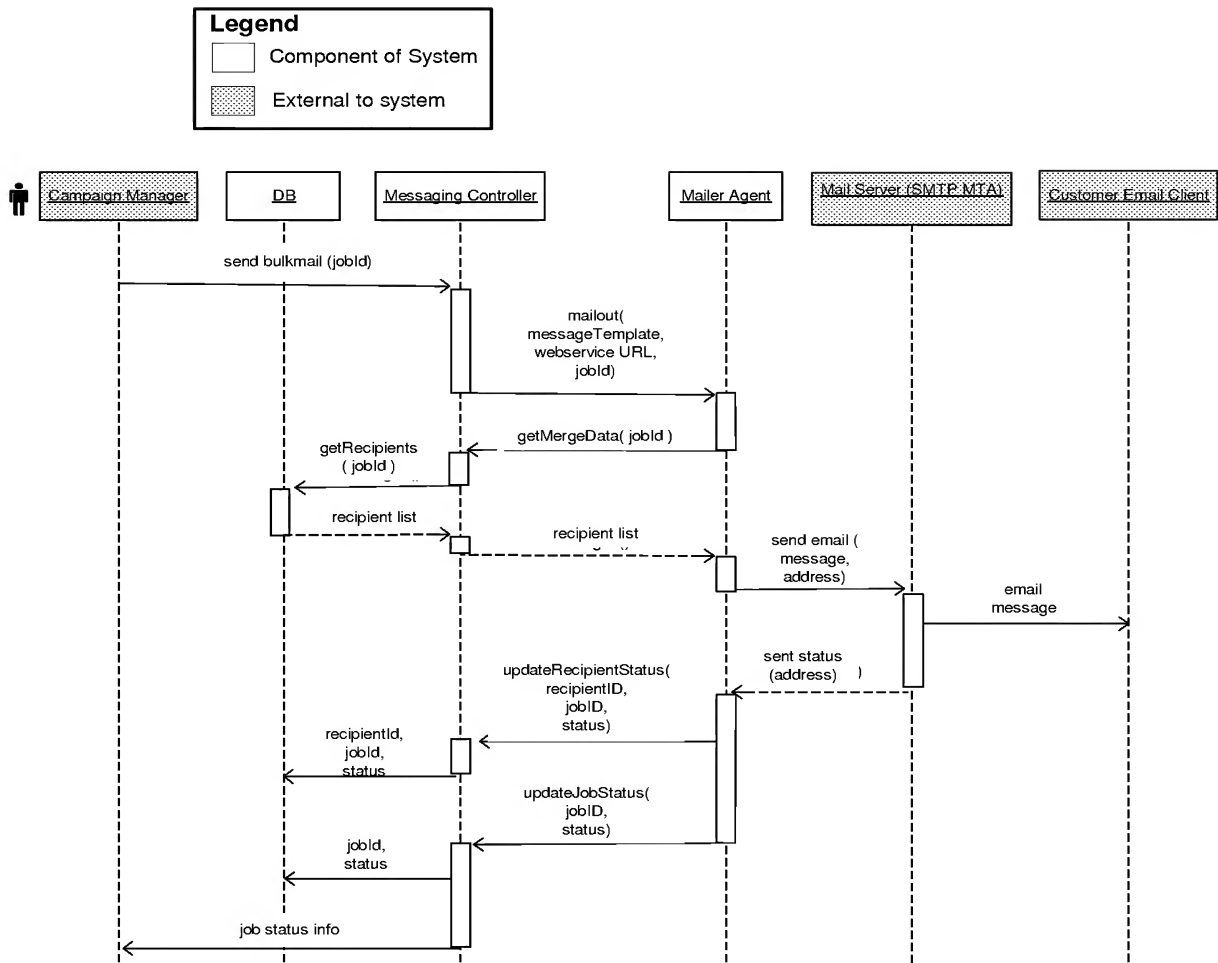 Legend
Component of System
External to system
Campaign Manager
DB
Messaging Controller
Mailer Agent
Mail Server (SMTP MTA)
Customer Email Client
send bulkmail (jobId)
mailout(
messageTemplate,
webservice URL,
jobId)
getMergeData( jobId )
getRecipients
( jobId )
recipient list
recipient list
send email (
message,
address)
email
message
sent status
(address) )
updateRecipientStatus(
recipientID,
jobID,
status)
recipientId,
jobId,
status
updateJobStatus(
jobID,
status)
jobId,
status
job status info